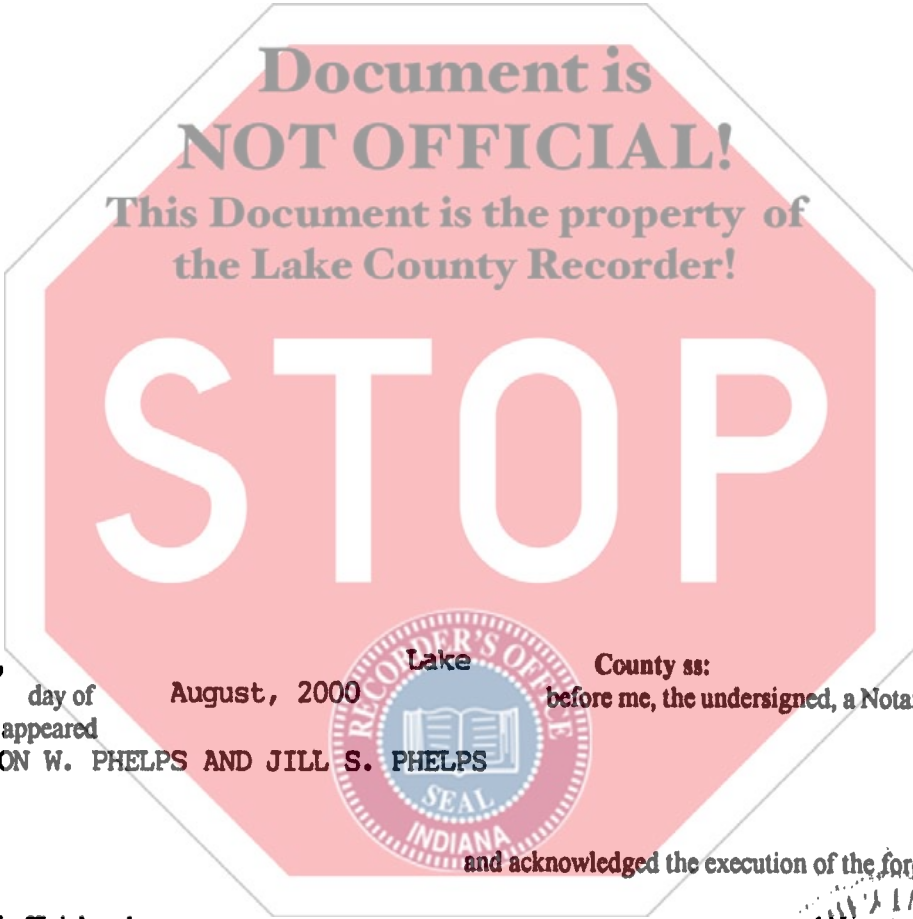 Document is
NOT OFFICIAL!
This Document is the property of
the Lake County Recorder!
STOP
Lake County ss:
day of August, 2000 before me, the undersigned, a
appeared
ON W. PHELPS AND JILL S. PHELPS
RECORDER'S OFFICE
SEAL
INDIANA
and acknowledged the execution of the